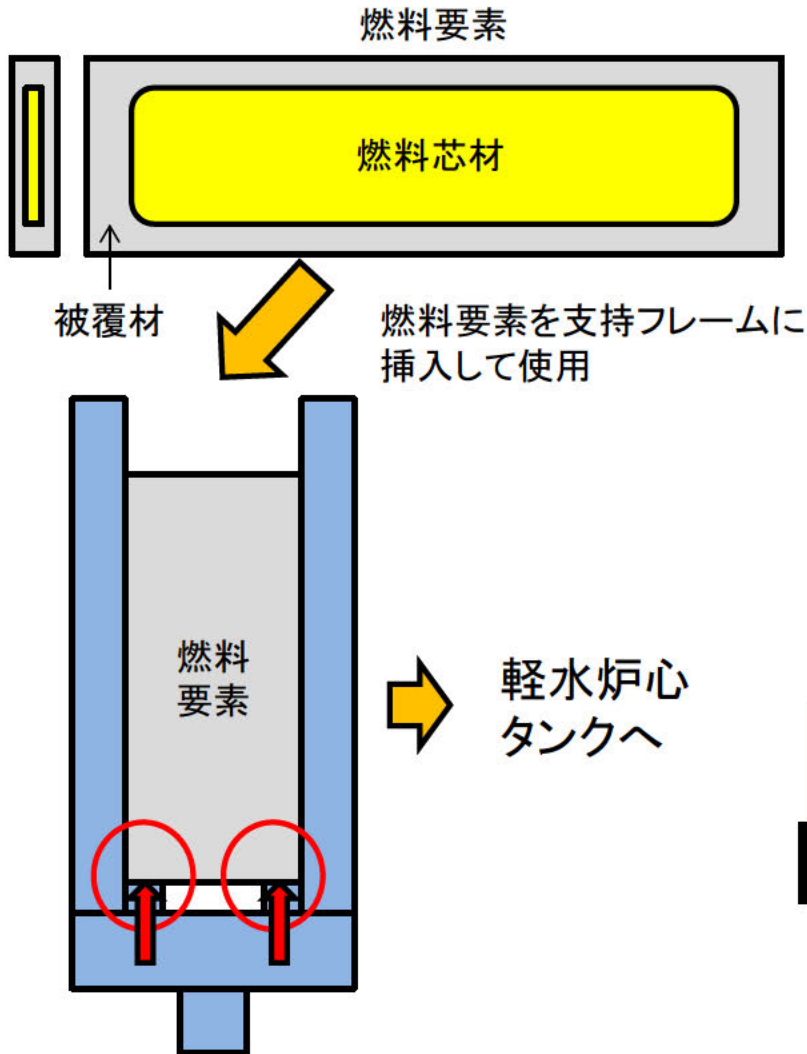 燃料要素
燃料芯材
被覆材
燃料要素を支持フレームに
挿入して使用
燃料
要素
軽水炉心
タンクへ